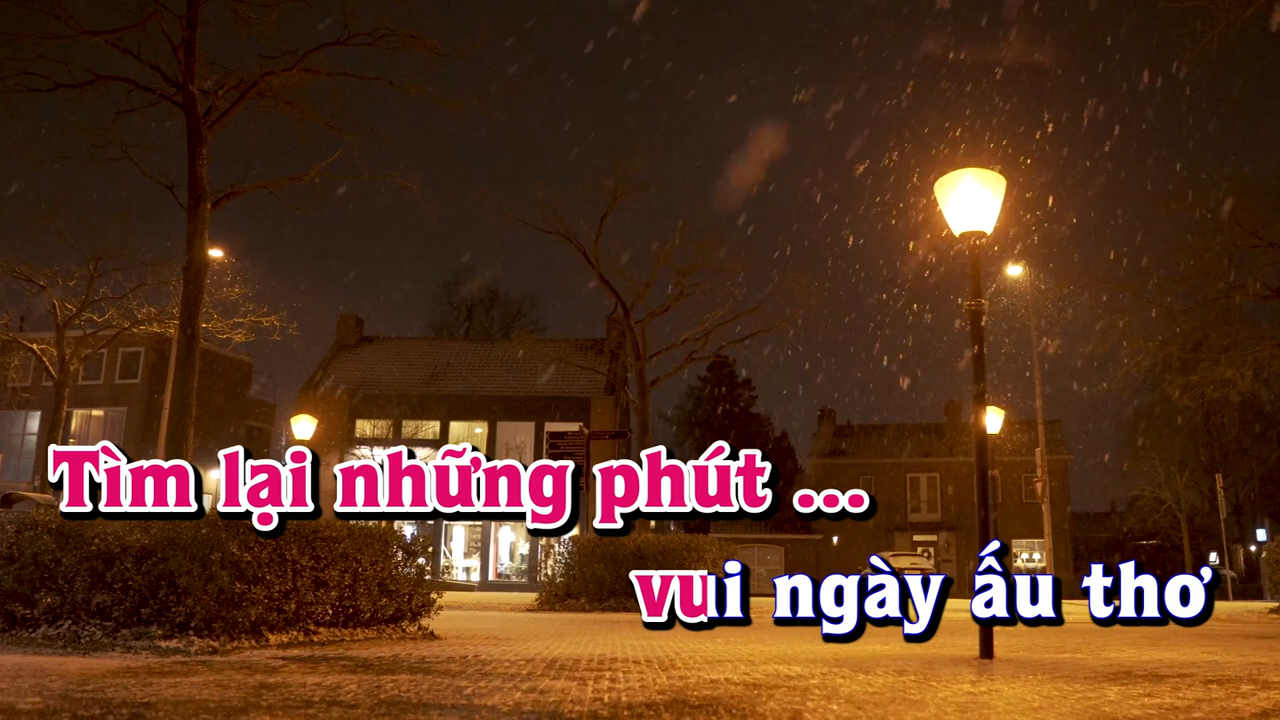 Tìm lại những phút ...
vui ngày ấu thơ